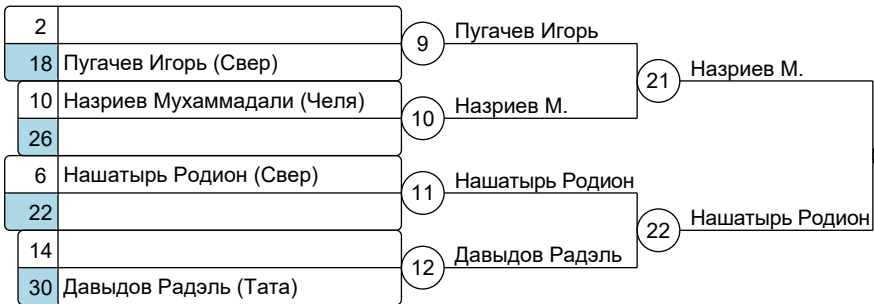 2
18 Пугачев Игорь (Свер)
9 Пугачев Игорь
10 Назриев Мухаммадали (Челя)
26
10 Назриев М.
21 Назриев М.
6 Нашатырь Родион (Свер)
22
11 Нашатырь Родион
14
30 Давыдов Радэль (Тата)
12 Давыдов Радэль
22 Нашатырь Родион